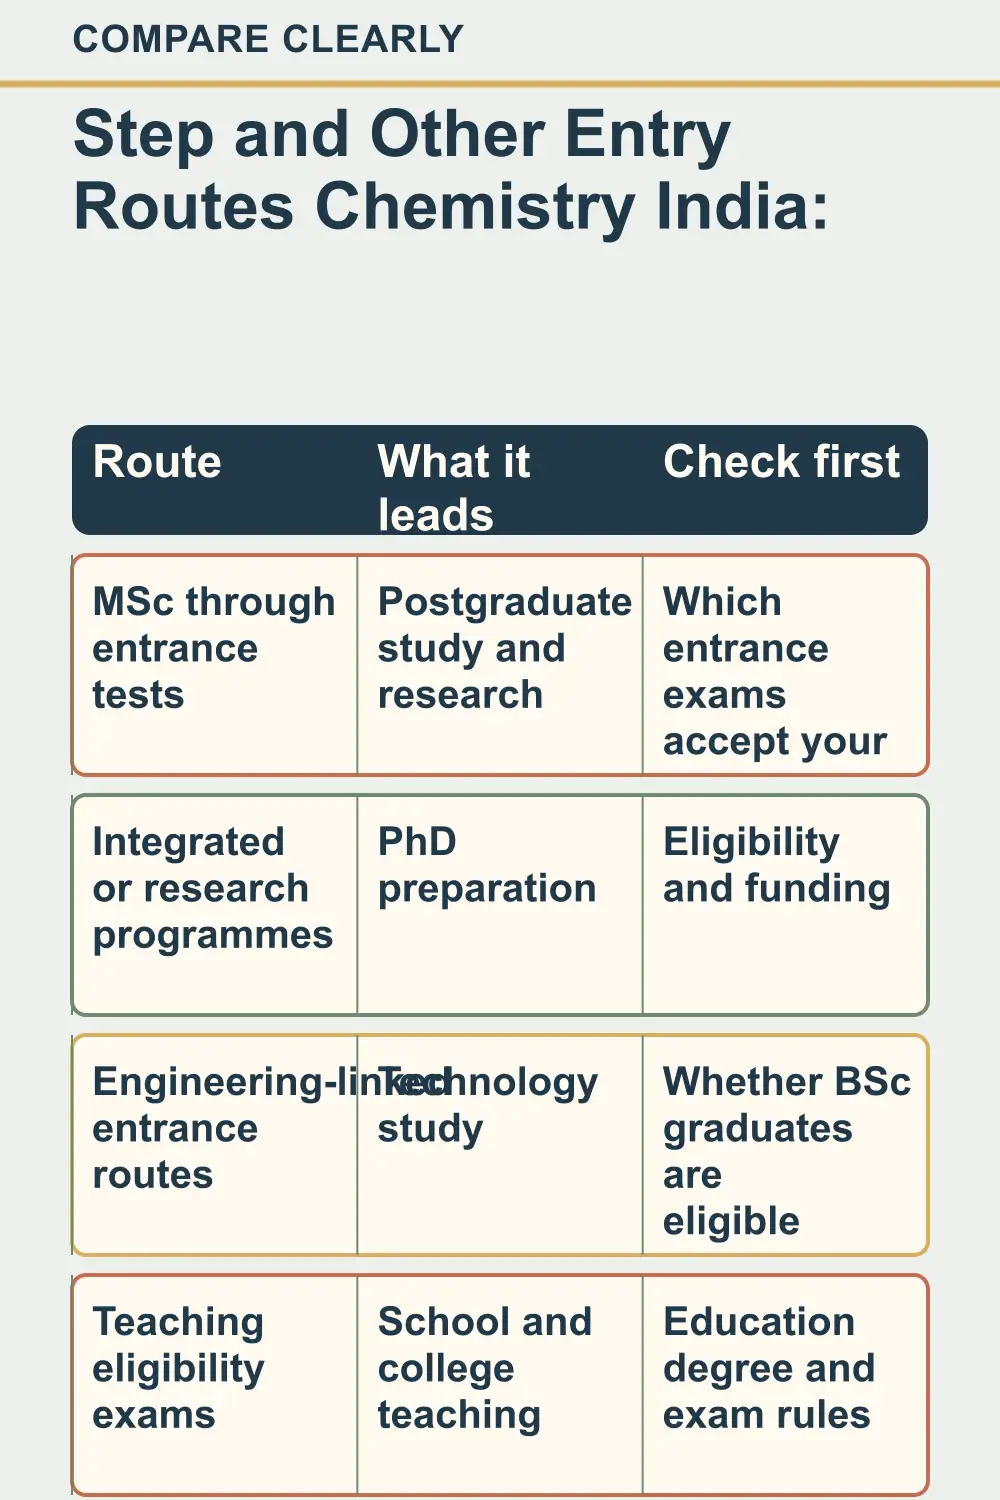 COMPARE CLEARLY
Step and Other Entry
Routes Chemistry India:
Route
What it
leads
Check first
MSc through
entrance
tests
Postgraduate
study and
research
Which
entrance
exams
accept your
Integrated
or research
programmes
PhD
preparation
Eligibility
and funding
Engineering-linked
entrance
routes
Technology
study
Whether BSc
graduates
are
eligible
Teaching
eligibility
exams
School and
college
teaching
Education
degree and
exam rules